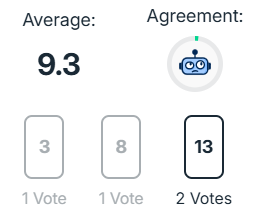 Average:
Agreement:
9.3
3
8
13
1 Vote
1 Vote
2 Votes